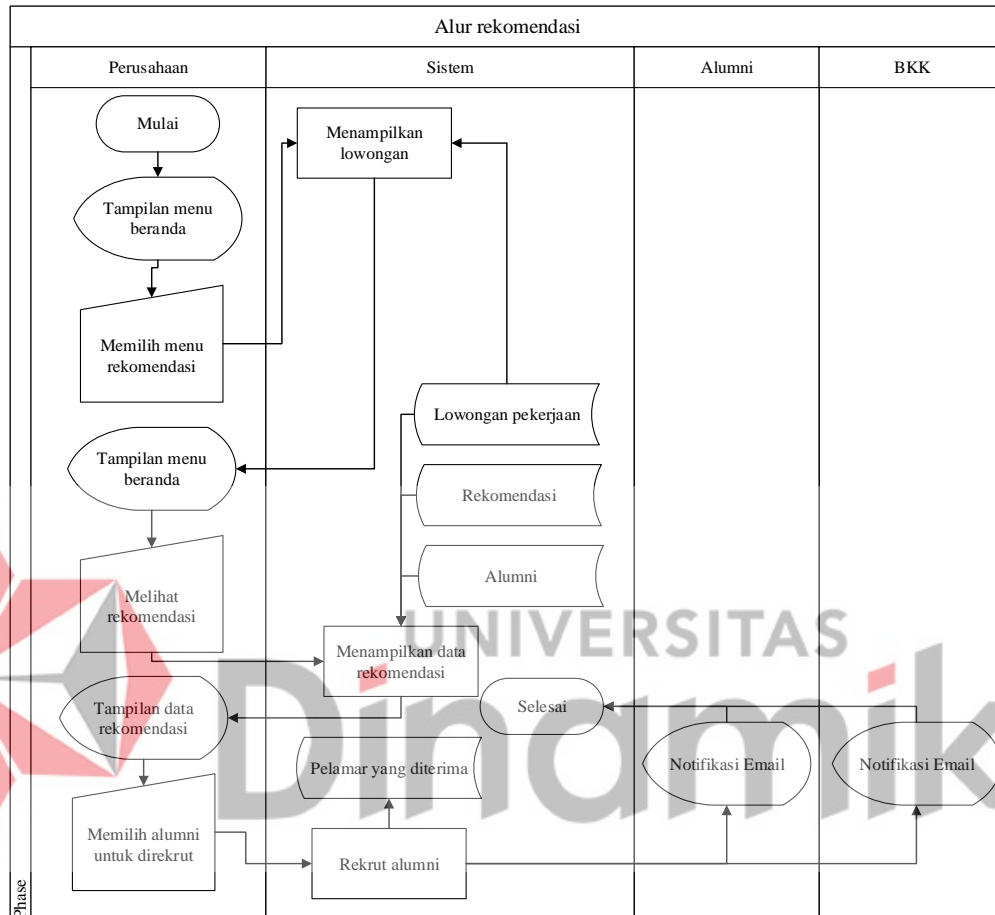 Alur rekomendasi
Perusahaan
Sistem
Alumni
BKK
Mulai
Menampilkan
lowongan
Tampilan menu
beranda
Memilih menu
rekomendasi
Lowongan pekerjaan
Tampilan menu
beranda
Rekomendasi
Alumni
Melihat
rekomendasi
UNIVERSITAS
Dinamik
Menampilkan data
rekomendasi
Tampilan data
rekomendasi
Selesai
Pelamar yang diterima
Notifikasi Email
Notifikasi Email
Memilih alumni
untuk direkrut
Rekrut alumni
Phase